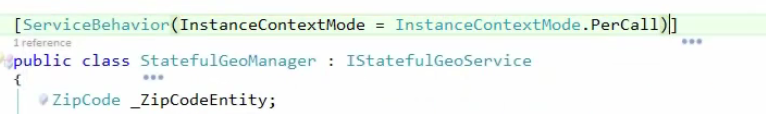 [ServiceBehavior(InstanceContextMode = InstanceContextMode.PerCall)]
1 reference
public class StatefulGeoManager : IStatefulGeoService
{
ZipCode _ZipCodeEntity;